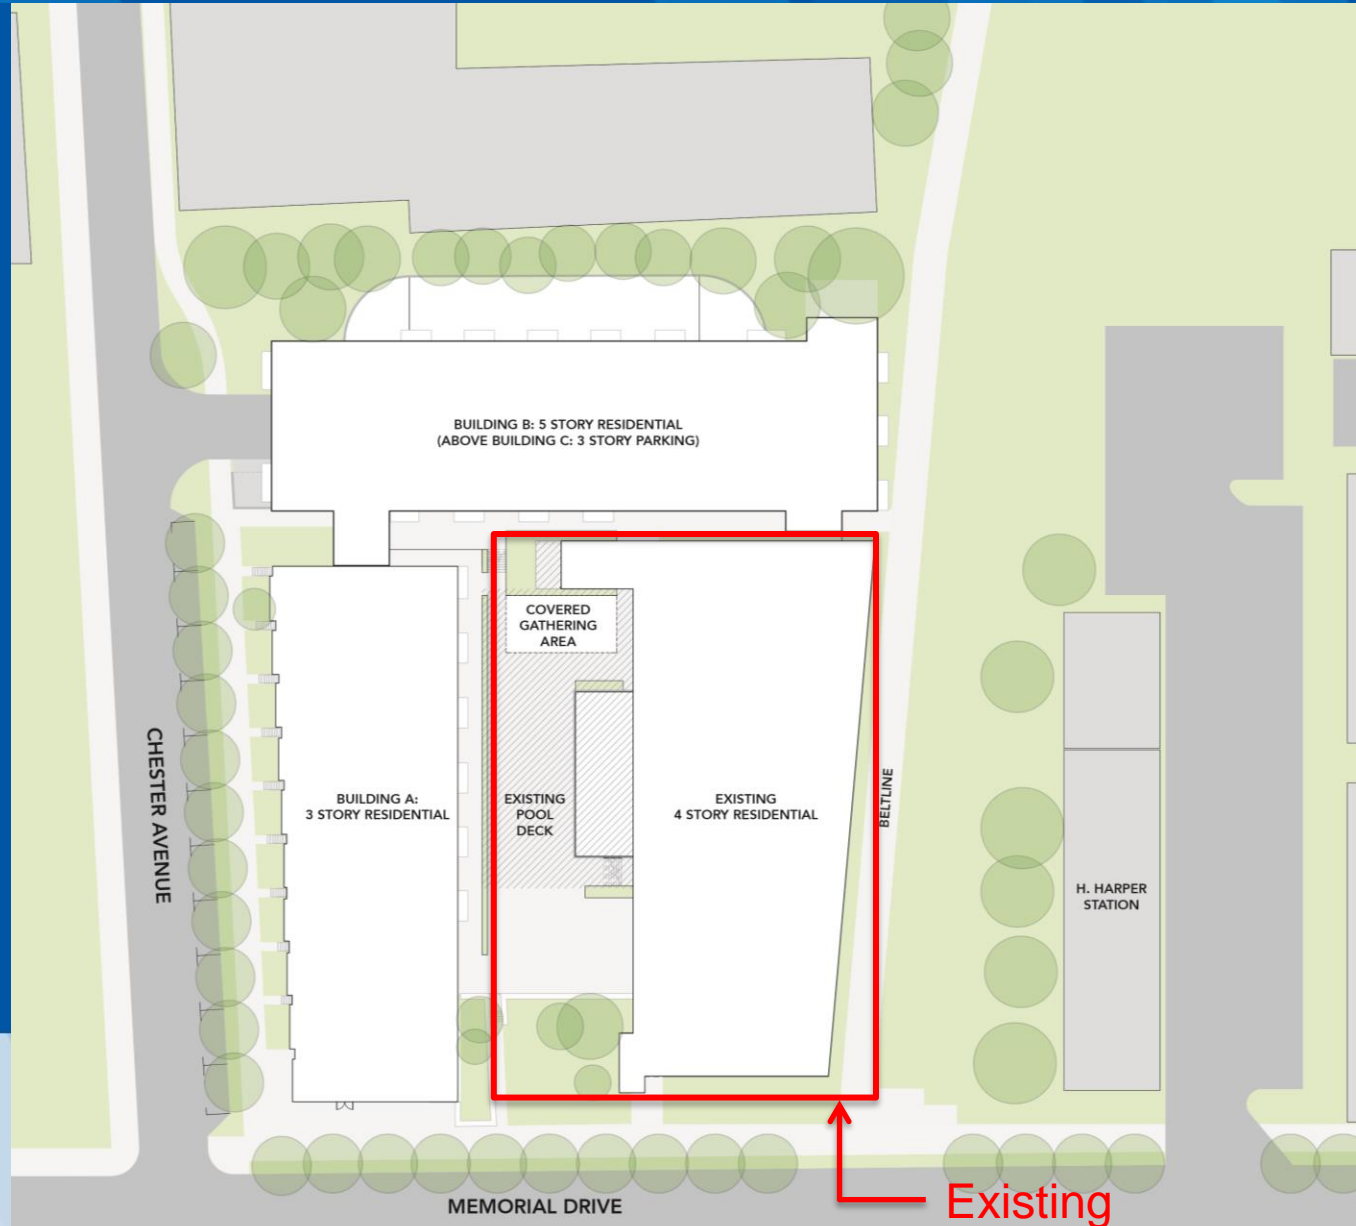 BUILDING B: 5 STORY RESIDENTIAL
(ABOVE BUILDING C: 3 STORY PARKING)
COVERED
GATHERING
AREA
CHESTER AVENUE
BUILDING A:
3 STORY RESIDENTIAL
EXISTING
POOL
DECK
EXISTING
4 STORY RESIDENTIAL
BELTLINE
H. HARPER
STATION
MEMORIAL DRIVE
Existing